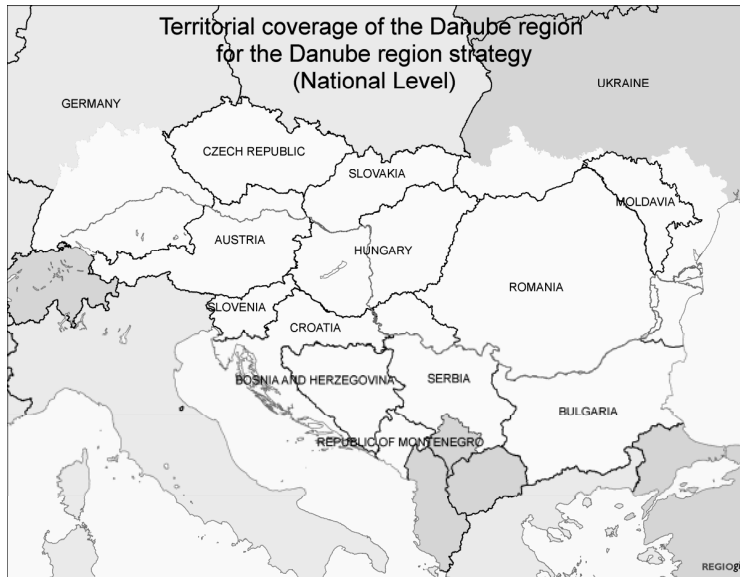 Territorial coverage of the Danube region
for the Danube region strategy
(National Level)
UKRAINE
GERMANY
CZECH REPUBLIC
SLOVAKIA
MOLDAVIA
AUSTRIA
HUNGARY
ROMANIA
SLOVENIA
CROATIA
BOSNIA AND HERZEGOVINA
SERBIA
BULGARIA
REPUBLIC OF MONTENEGRO
REGIOgi